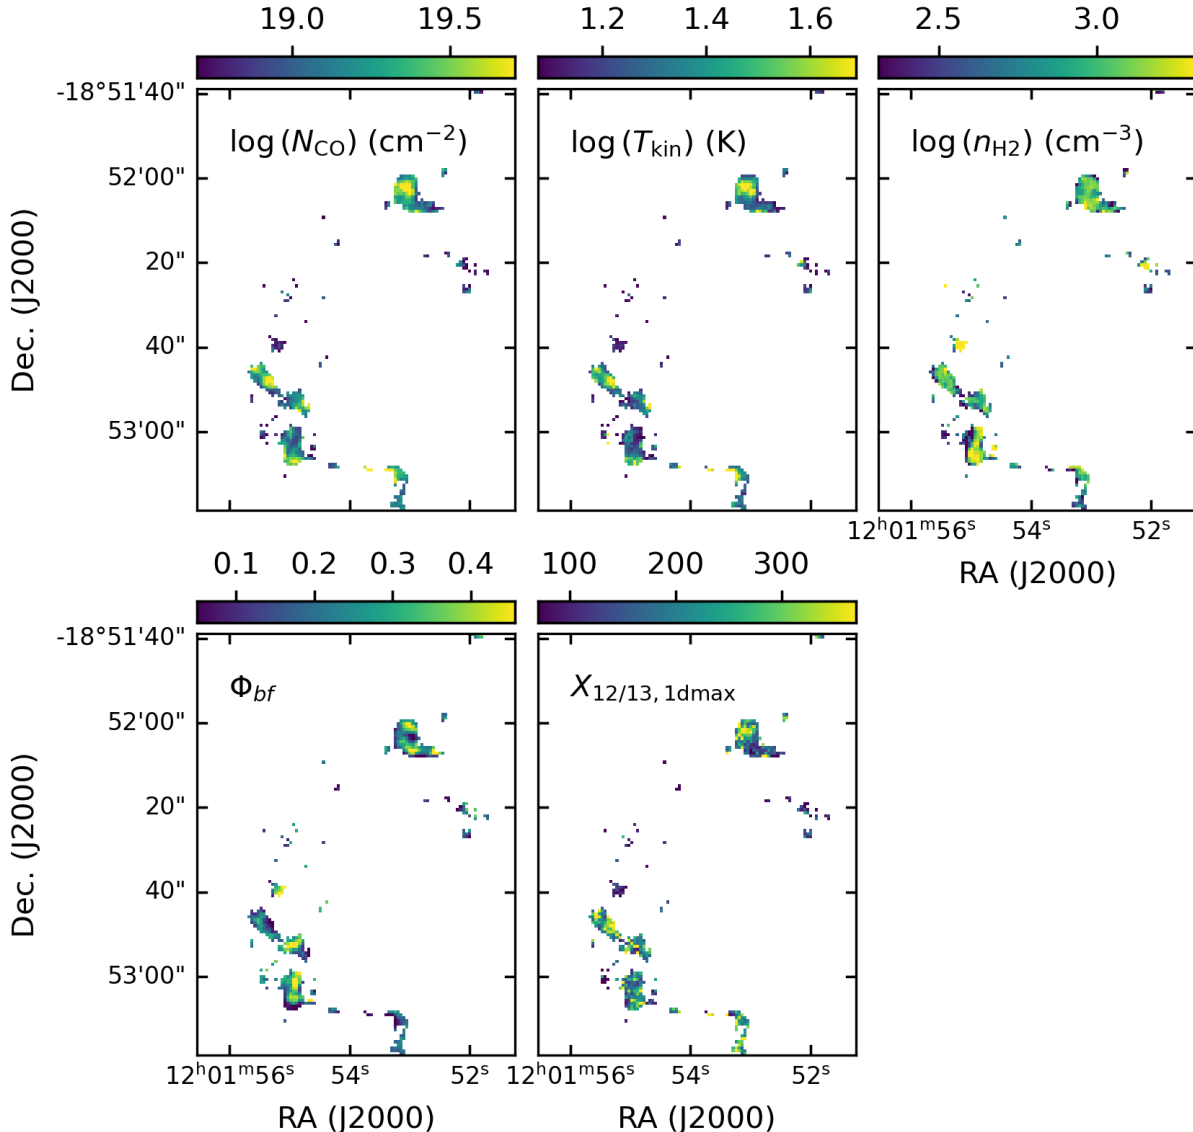 19.0 19.5 1.2 1.4 1.6 2.5 3.0
-18°51'40"
log (N_CO) (cm⁻²) log (T_kin) (K) log (n_H2) (cm⁻³)
52'00"
20"
40"
53'00"
Dec. (J2000)
12ʰ01ᵐ56ˢ 54ˢ 52ˢ
RA (J2000)
0.1 0.2 0.3 0.4 100 200 300
-18°51'40"
Φ_bf X_12/13, 1dmax
52'00"
20"
40"
53'00"
Dec. (J2000)
12ʰ01ᵐ56ˢ 54ˢ 52ˢ 12ʰ01ᵐ56ˢ 54ˢ 52ˢ
RA (J2000) RA (J2000)